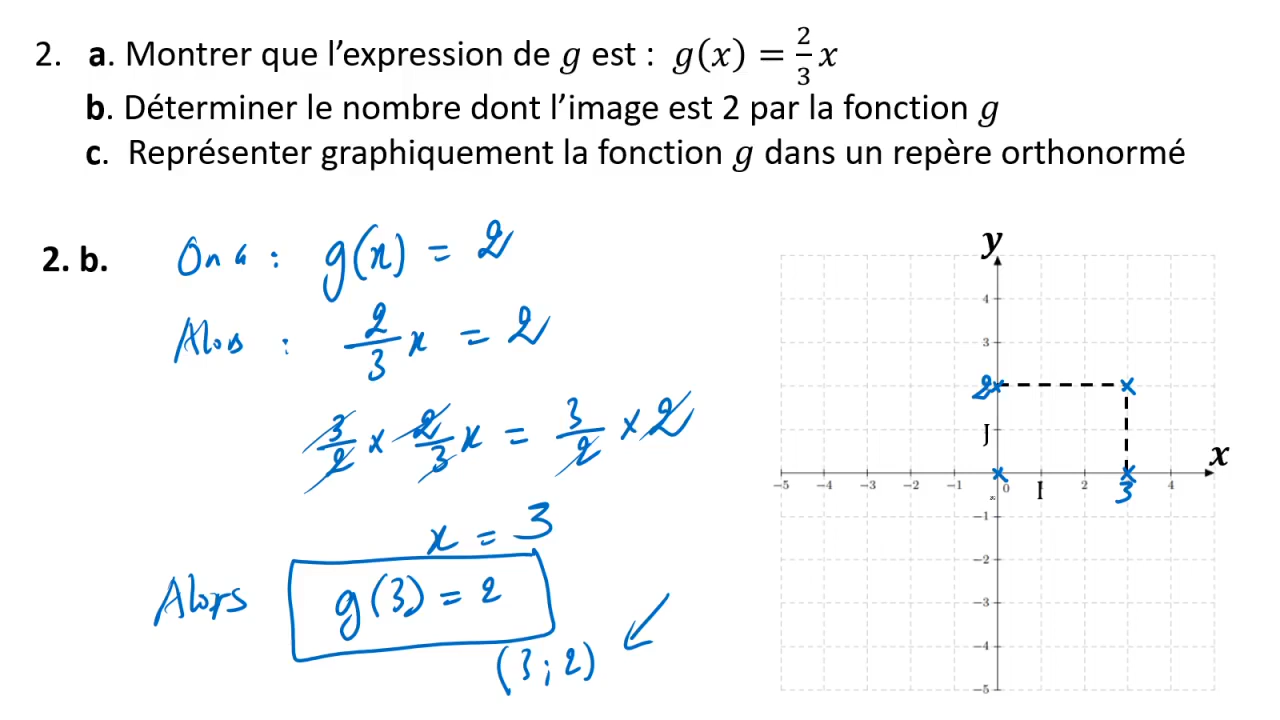 2. a. Montrer que l'expression de g est : g(x) = 2/3 x
b. Déterminer le nombre dont l'image est 2 par la fonction g
c. Représenter graphiquement la fonction g dans un repère orthonormé
2. b. On a : g(x) = 2
Alors : 2/3 x = 2
3/2 × 2/3 x = 3/2 × 2
x = 3
Alors g(3) = 2
(3 ; 2)
y
4
3
2
J
x
−5 −4 −3 −2 −1 0 I 2 3 4
−1
−2
−3
−4
−5